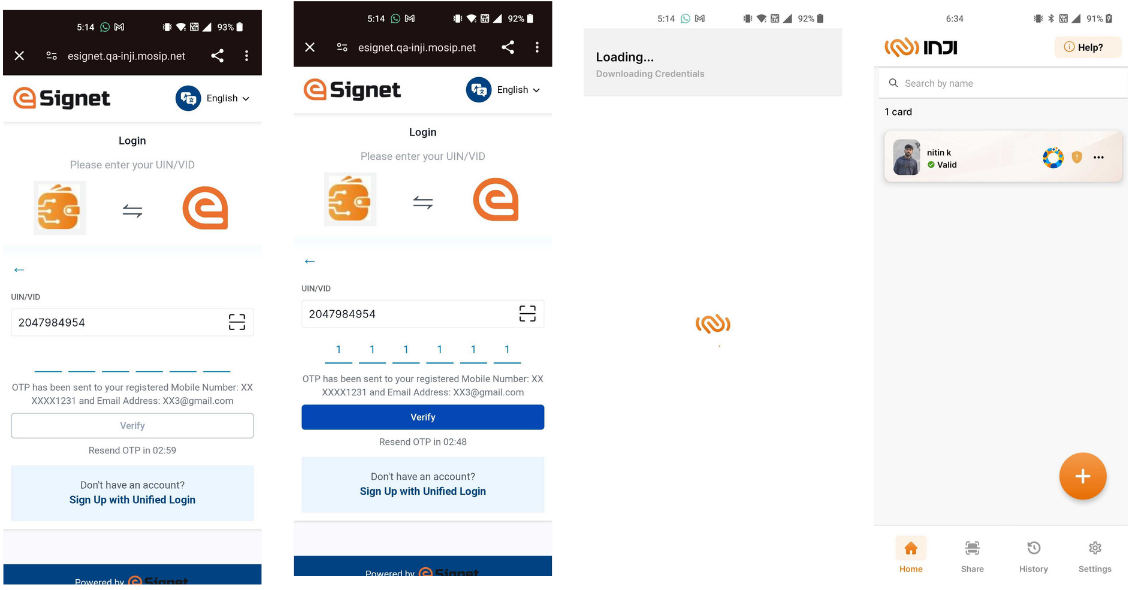 5:14
93%
esignet.qa-inji.mosip.net
eSignet
English
Login
Please enter your UIN/VID
UIN/VID
2047984954
OTP has been sent to your registered Mobile Number: XX
XXXX1231 and Email Address: XX3@gmail.com
Verify
Resend OTP in 02:59
Don't have an account?
Sign Up with Unified Login
Powered by eSignet
5:14
92%
esignet.qa-inji.mosip.net
eSignet
English
Login
Please enter your UIN/VID
UIN/VID
2047984954
1 1 1 1 1 1
OTP has been sent to your registered Mobile Number: XX
XXXX1231 and Email Address: XX3@gmail.com
Verify
Resend OTP in 02:48
Don't have an account?
Sign Up with Unified Login
Powered by eSignet
5:14
92%
Loading...
Downloading Credentials
6:34
91%
INJI
Help?
Search by name
1 card
nitin k
Valid
Home
Share
History
Settings